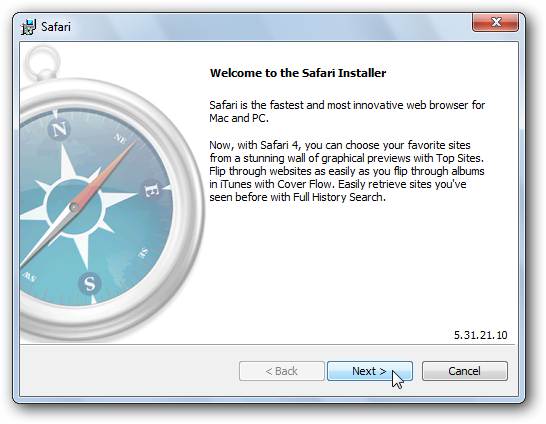 Safari
Welcome to the Safari Installer
Safari is the fastest and most innovative web browser for
Mac and PC.
Now, with Safari 4, you can choose your favorite sites
from a stunning wall of graphical previews with Top Sites.
Flip through websites as easily as you flip through albums
in iTunes with Cover Flow. Easily retrieve sites you've
seen before with Full History Search.
N
NE
E
SE
S
SW
5.31.21.10
< Back
Next >
Cancel